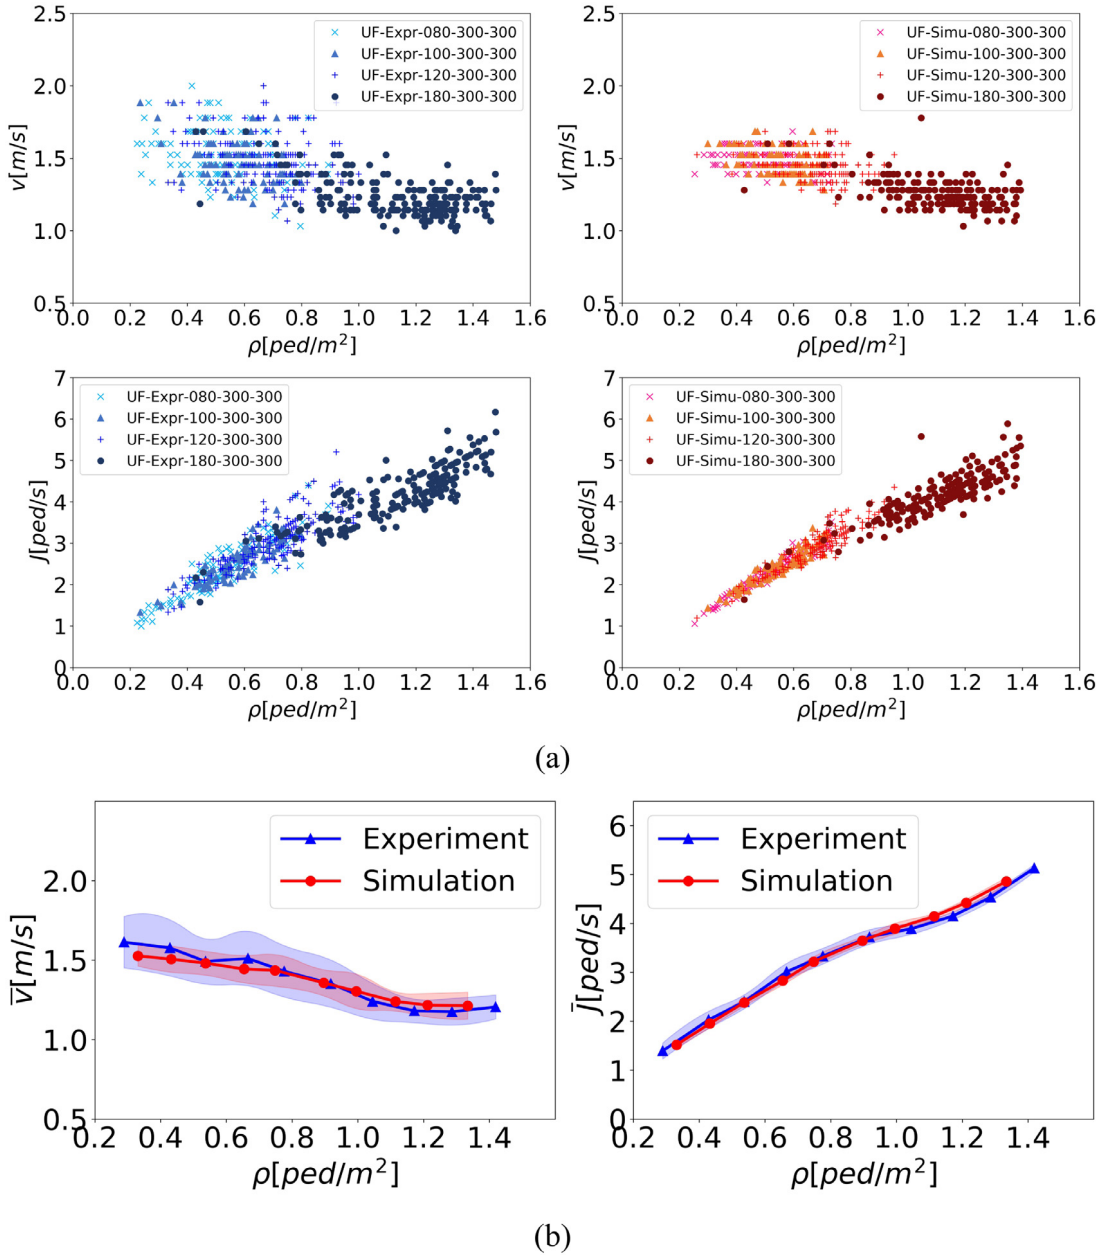 2.5
2.0
1.5
1.0
0.5
v[m/s]
UF-Expr-080-300-300
UF-Expr-100-300-300
UF-Expr-120-300-300
UF-Expr-180-300-300
0.0 0.2 0.4 0.6 0.8 1.0 1.2 1.4 1.6
ρ[ped/m²]
2.5
2.0
1.5
1.0
0.5
v[m/s]
UF-Simu-080-300-300
UF-Simu-100-300-300
UF-Simu-120-300-300
UF-Simu-180-300-300
0.0 0.2 0.4 0.6 0.8 1.0 1.2 1.4 1.6
ρ[ped/m²]
7
6
5
4
3
2
1
0
J[ped/s]
UF-Expr-080-300-300
UF-Expr-100-300-300
UF-Expr-120-300-300
UF-Expr-180-300-300
0.0 0.2 0.4 0.6 0.8 1.0 1.2 1.4 1.6
ρ[ped/m²]
7
6
5
4
3
2
1
0
J[ped/s]
UF-Simu-080-300-300
UF-Simu-100-300-300
UF-Simu-120-300-300
UF-Simu-180-300-300
0.0 0.2 0.4 0.6 0.8 1.0 1.2 1.4 1.6
ρ[ped/m²]
(a)
2.0
1.5
1.0
0.5
v̅[m/s]
Experiment
Simulation
0.2 0.4 0.6 0.8 1.0 1.2 1.4
ρ[ped/m²]
6
5
4
3
2
1
0
J̅[ped/s]
Experiment
Simulation
0.2 0.4 0.6 0.8 1.0 1.2 1.4
ρ[ped/m²]
(b)